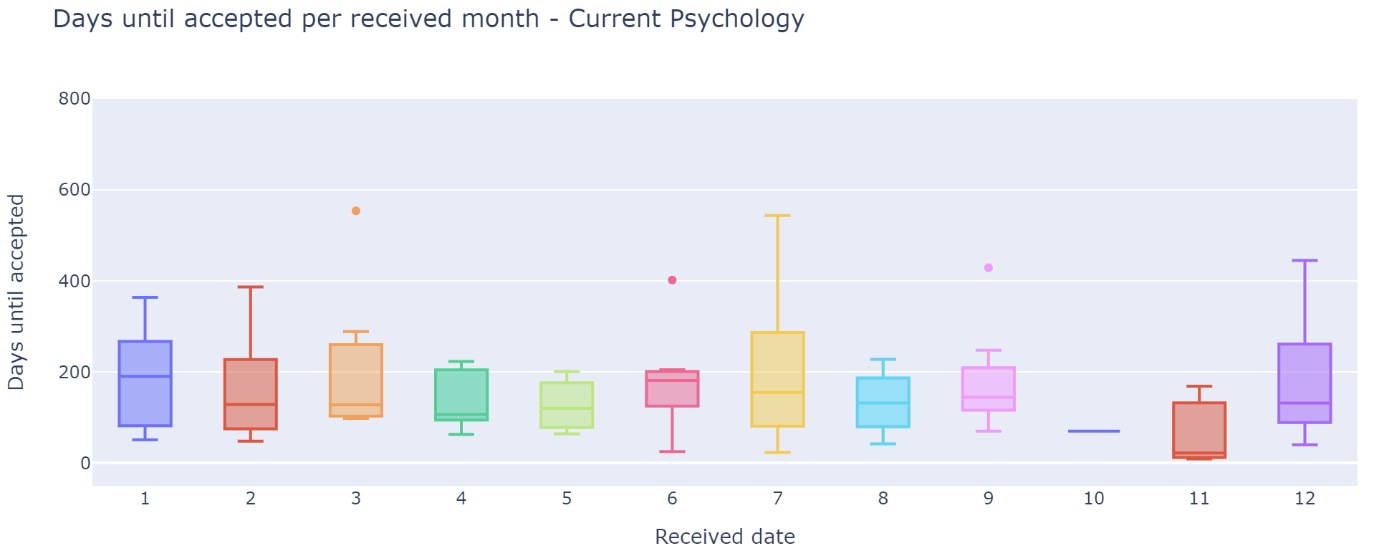 Days until accepted per received month - Current Psychology
Days until accepted
800
600
400
200
0
1 2 3 4 5 6 7 8 9 10 11 12
Received date